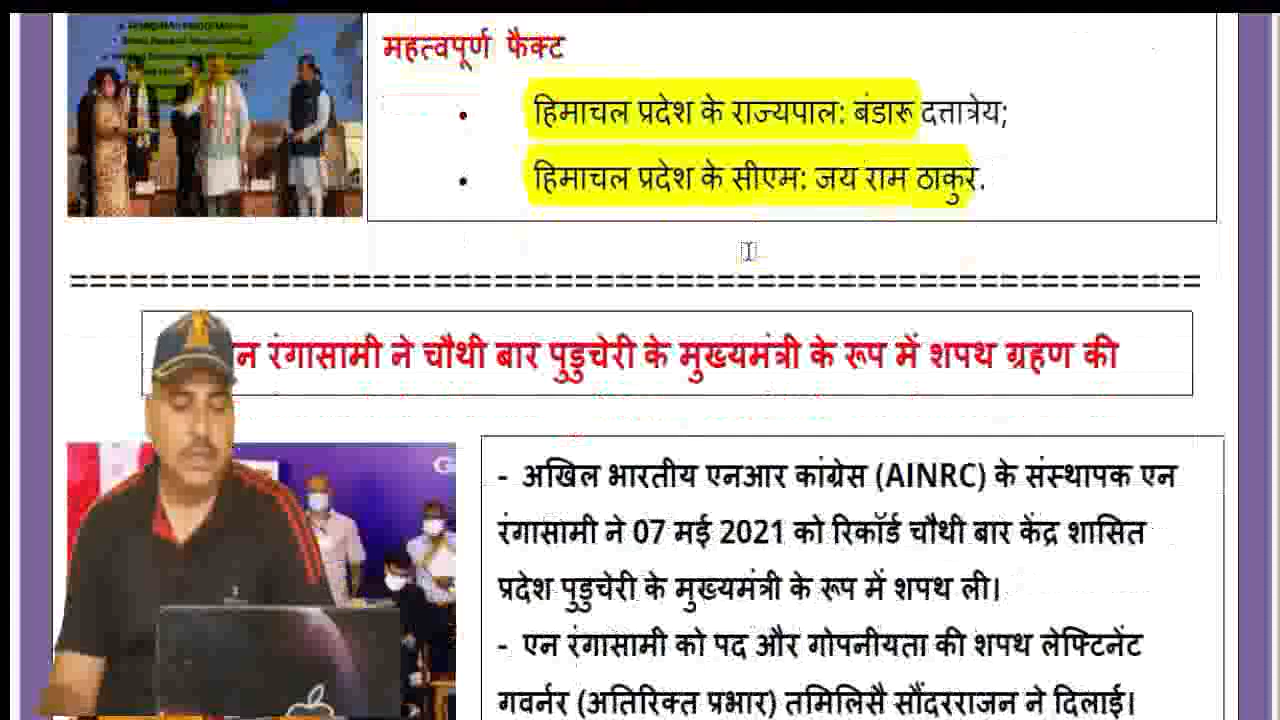 महत्वपूर्ण फैक्ट
• हिमाचल प्रदेश के राज्यपाल: बंडारू दत्तात्रेय;
• हिमाचल प्रदेश के सीएम: जय राम ठाकुर.
=========================================================
एन रंगासामी ने चौथी बार पुडुचेरी के मुख्यमंत्री के रूप में शपथ ग्रहण की
- अखिल भारतीय एनआर कांग्रेस (AINRC) के संस्थापक एन
रंगासामी ने 07 मई 2021 को रिकॉर्ड चौथी बार केंद्र शासित
प्रदेश पुडुचेरी के मुख्यमंत्री के रूप में शपथ ली।
- एन रंगासामी को पद और गोपनीयता की शपथ लेफ्टिनेंट
गवर्नर (अतिरिक्त प्रभार) तमिलिसै सौंदरराजन ने दिलाई।